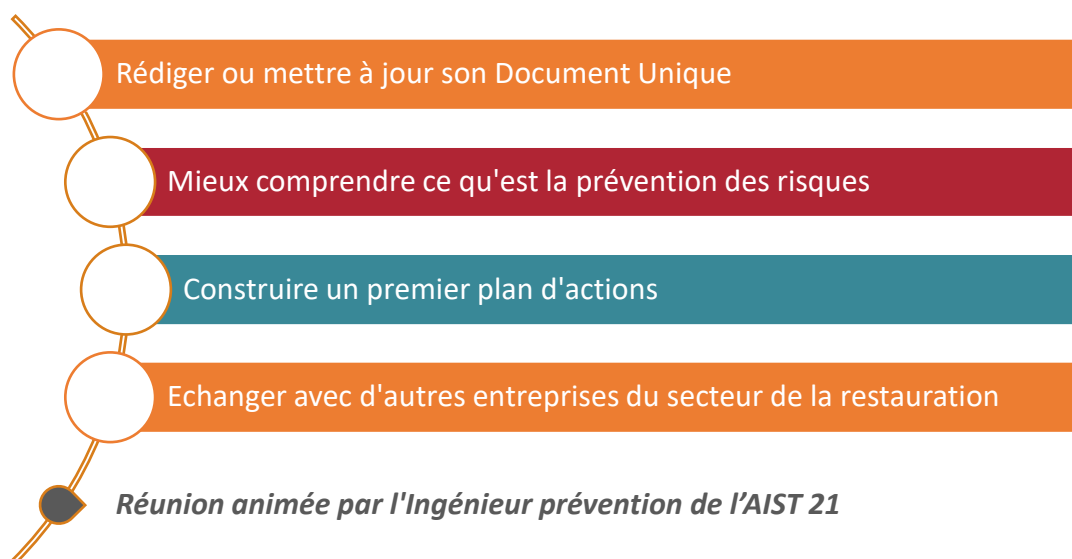 Rédiger ou mettre à jour son Document Unique
Mieux comprendre ce qu'est la prévention des risques
Construire un premier plan d'actions
Echanger avec d'autres entreprises du secteur de la restauration
Réunion animée par l'Ingénieur prévention de l’AIST 21